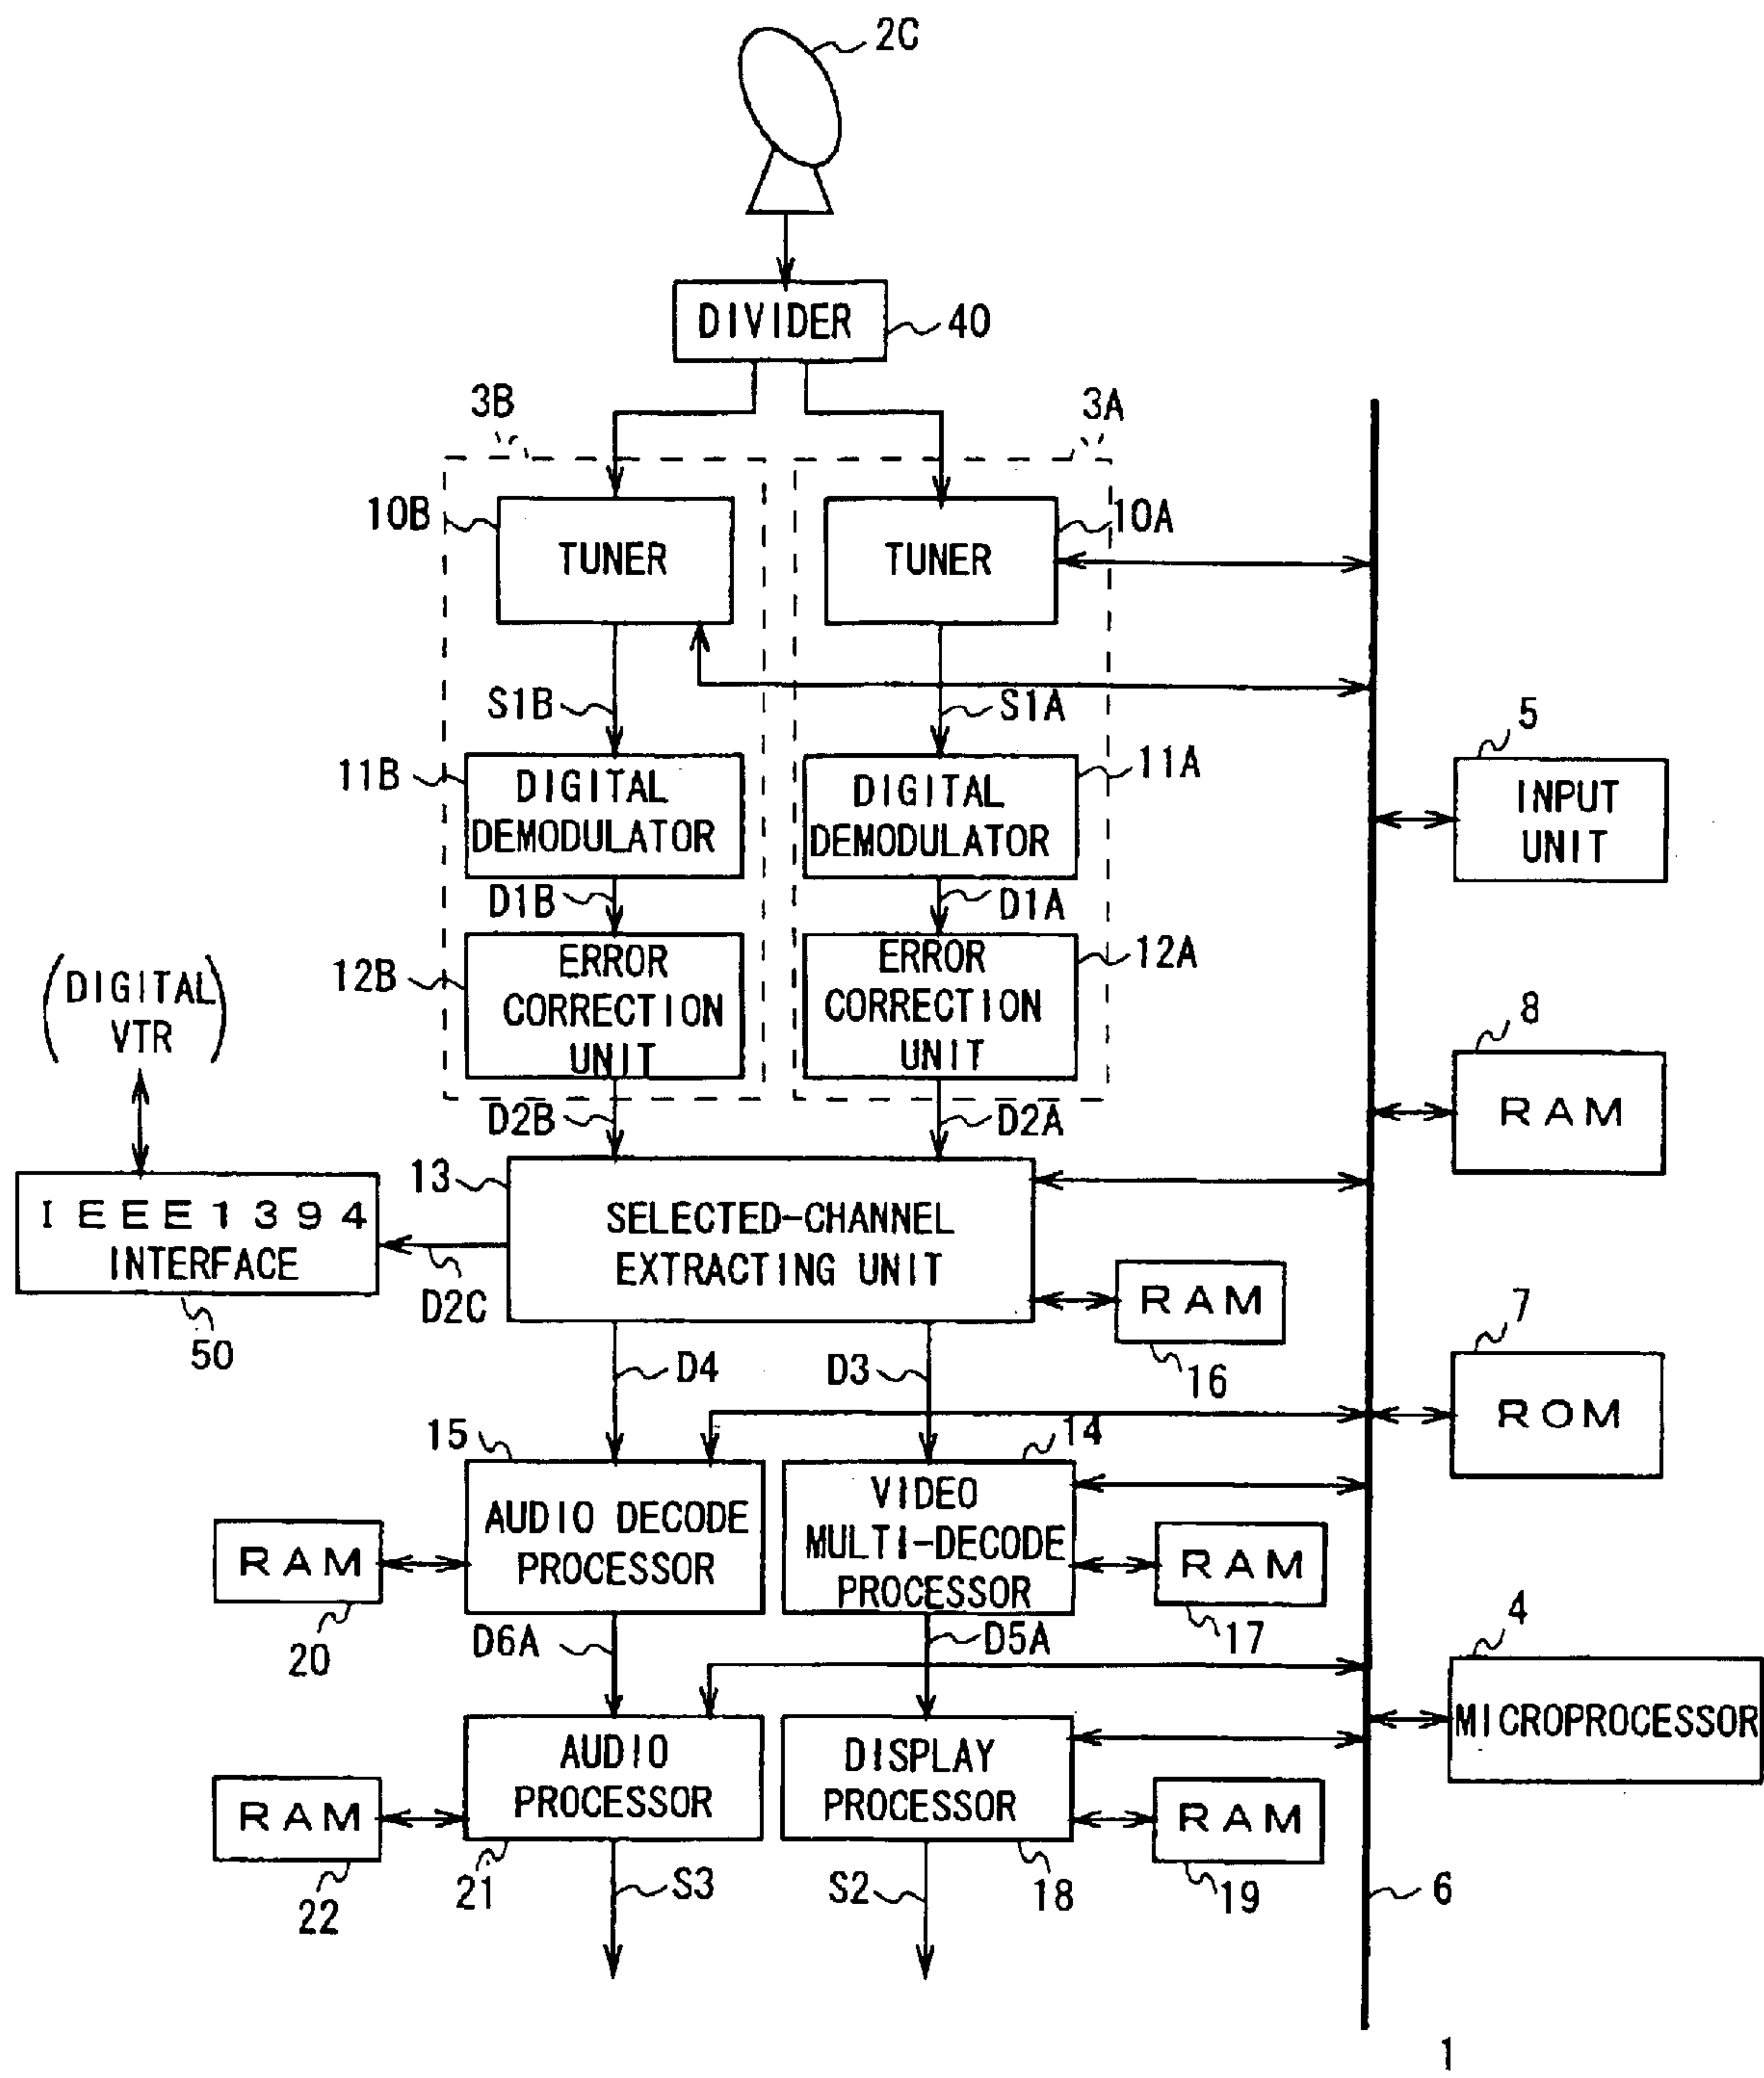 2C
DIVIDER
40
3B
3A
10B
TUNER
TUNER
10A
S1B
S1A
5
INPUT
UNIT
11B
DIGITAL
DEMODULATOR
DIGITAL
DEMODULATOR
11A
D1B
D1A
(DIGITAL
VTR)
12B
ERROR
CORRECTION
UNIT
ERROR
CORRECTION
UNIT
12A
8
RAM
D2B
D2A
13
SELECTED-CHANNEL
EXTRACTING UNIT
IEEE1394
INTERFACE
50
D2C
RAM
16
7
ROM
D4
D3
15
AUDIO DECODE
PROCESSOR
14
VIDEO
MULTI-DECODE
PROCESSOR
RAM
20
RAM
17
D6A
D5A
4
MICROPROCESSOR
AUDIO
PROCESSOR
21
DISPLAY
PROCESSOR
18
RAM
22
RAM
19
S3
S2
6
1